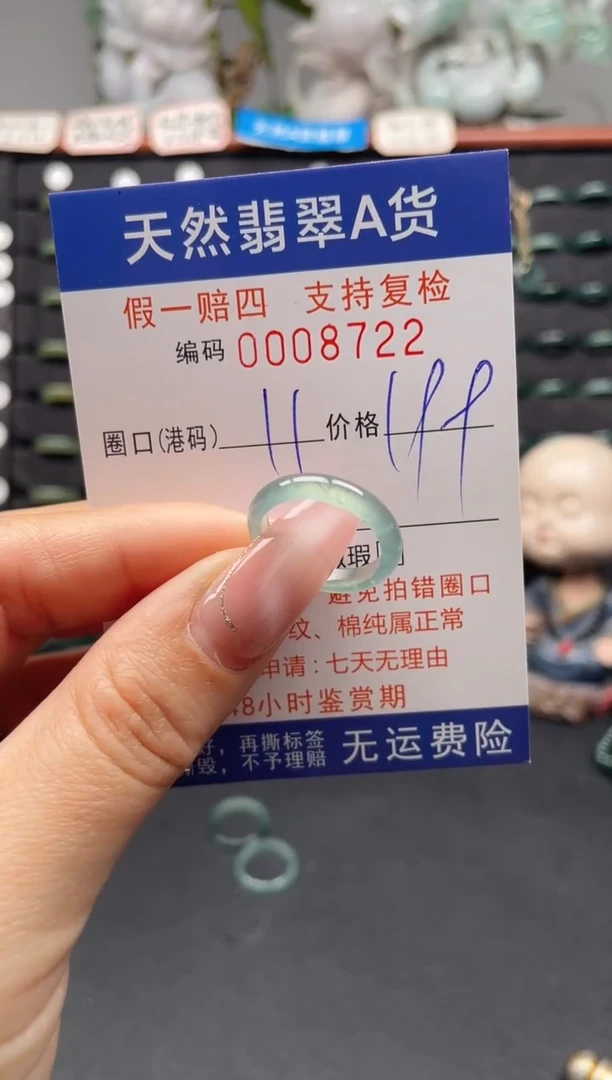 天然翡翠A货
假一赔四 支持复检
编码 0008722
圈口(港码) 11 价格 199
瑕
避免拍错圈口
纹、棉纯属正常
申请:七天无理由
48小时鉴赏期
好,再撕标签
毁,不予理赔
无运费险